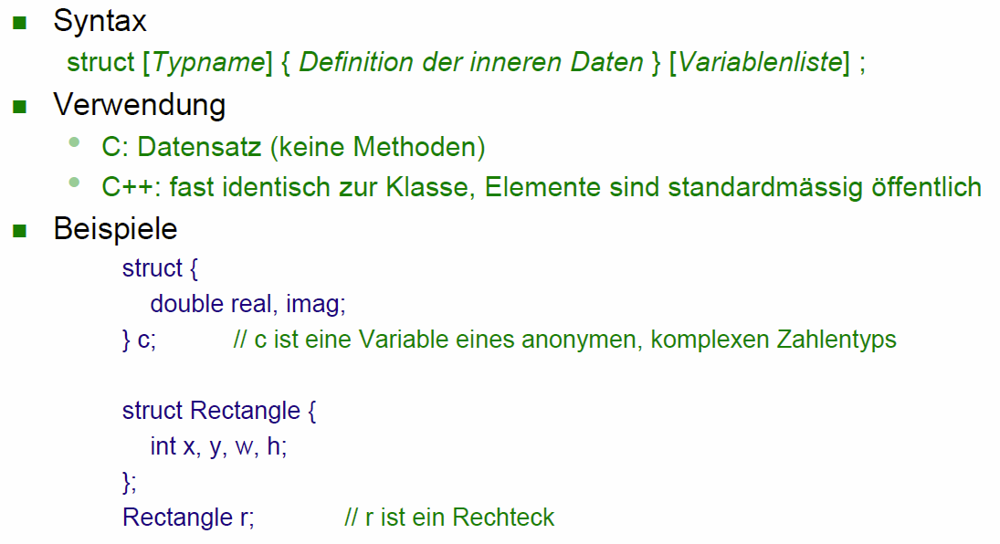 Syntax
struct [Typname] { Definition der inneren Daten } [Variablenliste] ;
Verwendung
C: Datensatz (keine Methoden)
C++: fast identisch zur Klasse, Elemente sind standardmässig öffentlich
Beispiele
struct {
double real, imag;
} c; // c ist eine Variable eines anonymen, komplexen Zahlentyps
struct Rectangle {
int x, y, w, h;
};
Rectangle r; // r ist ein Rechteck